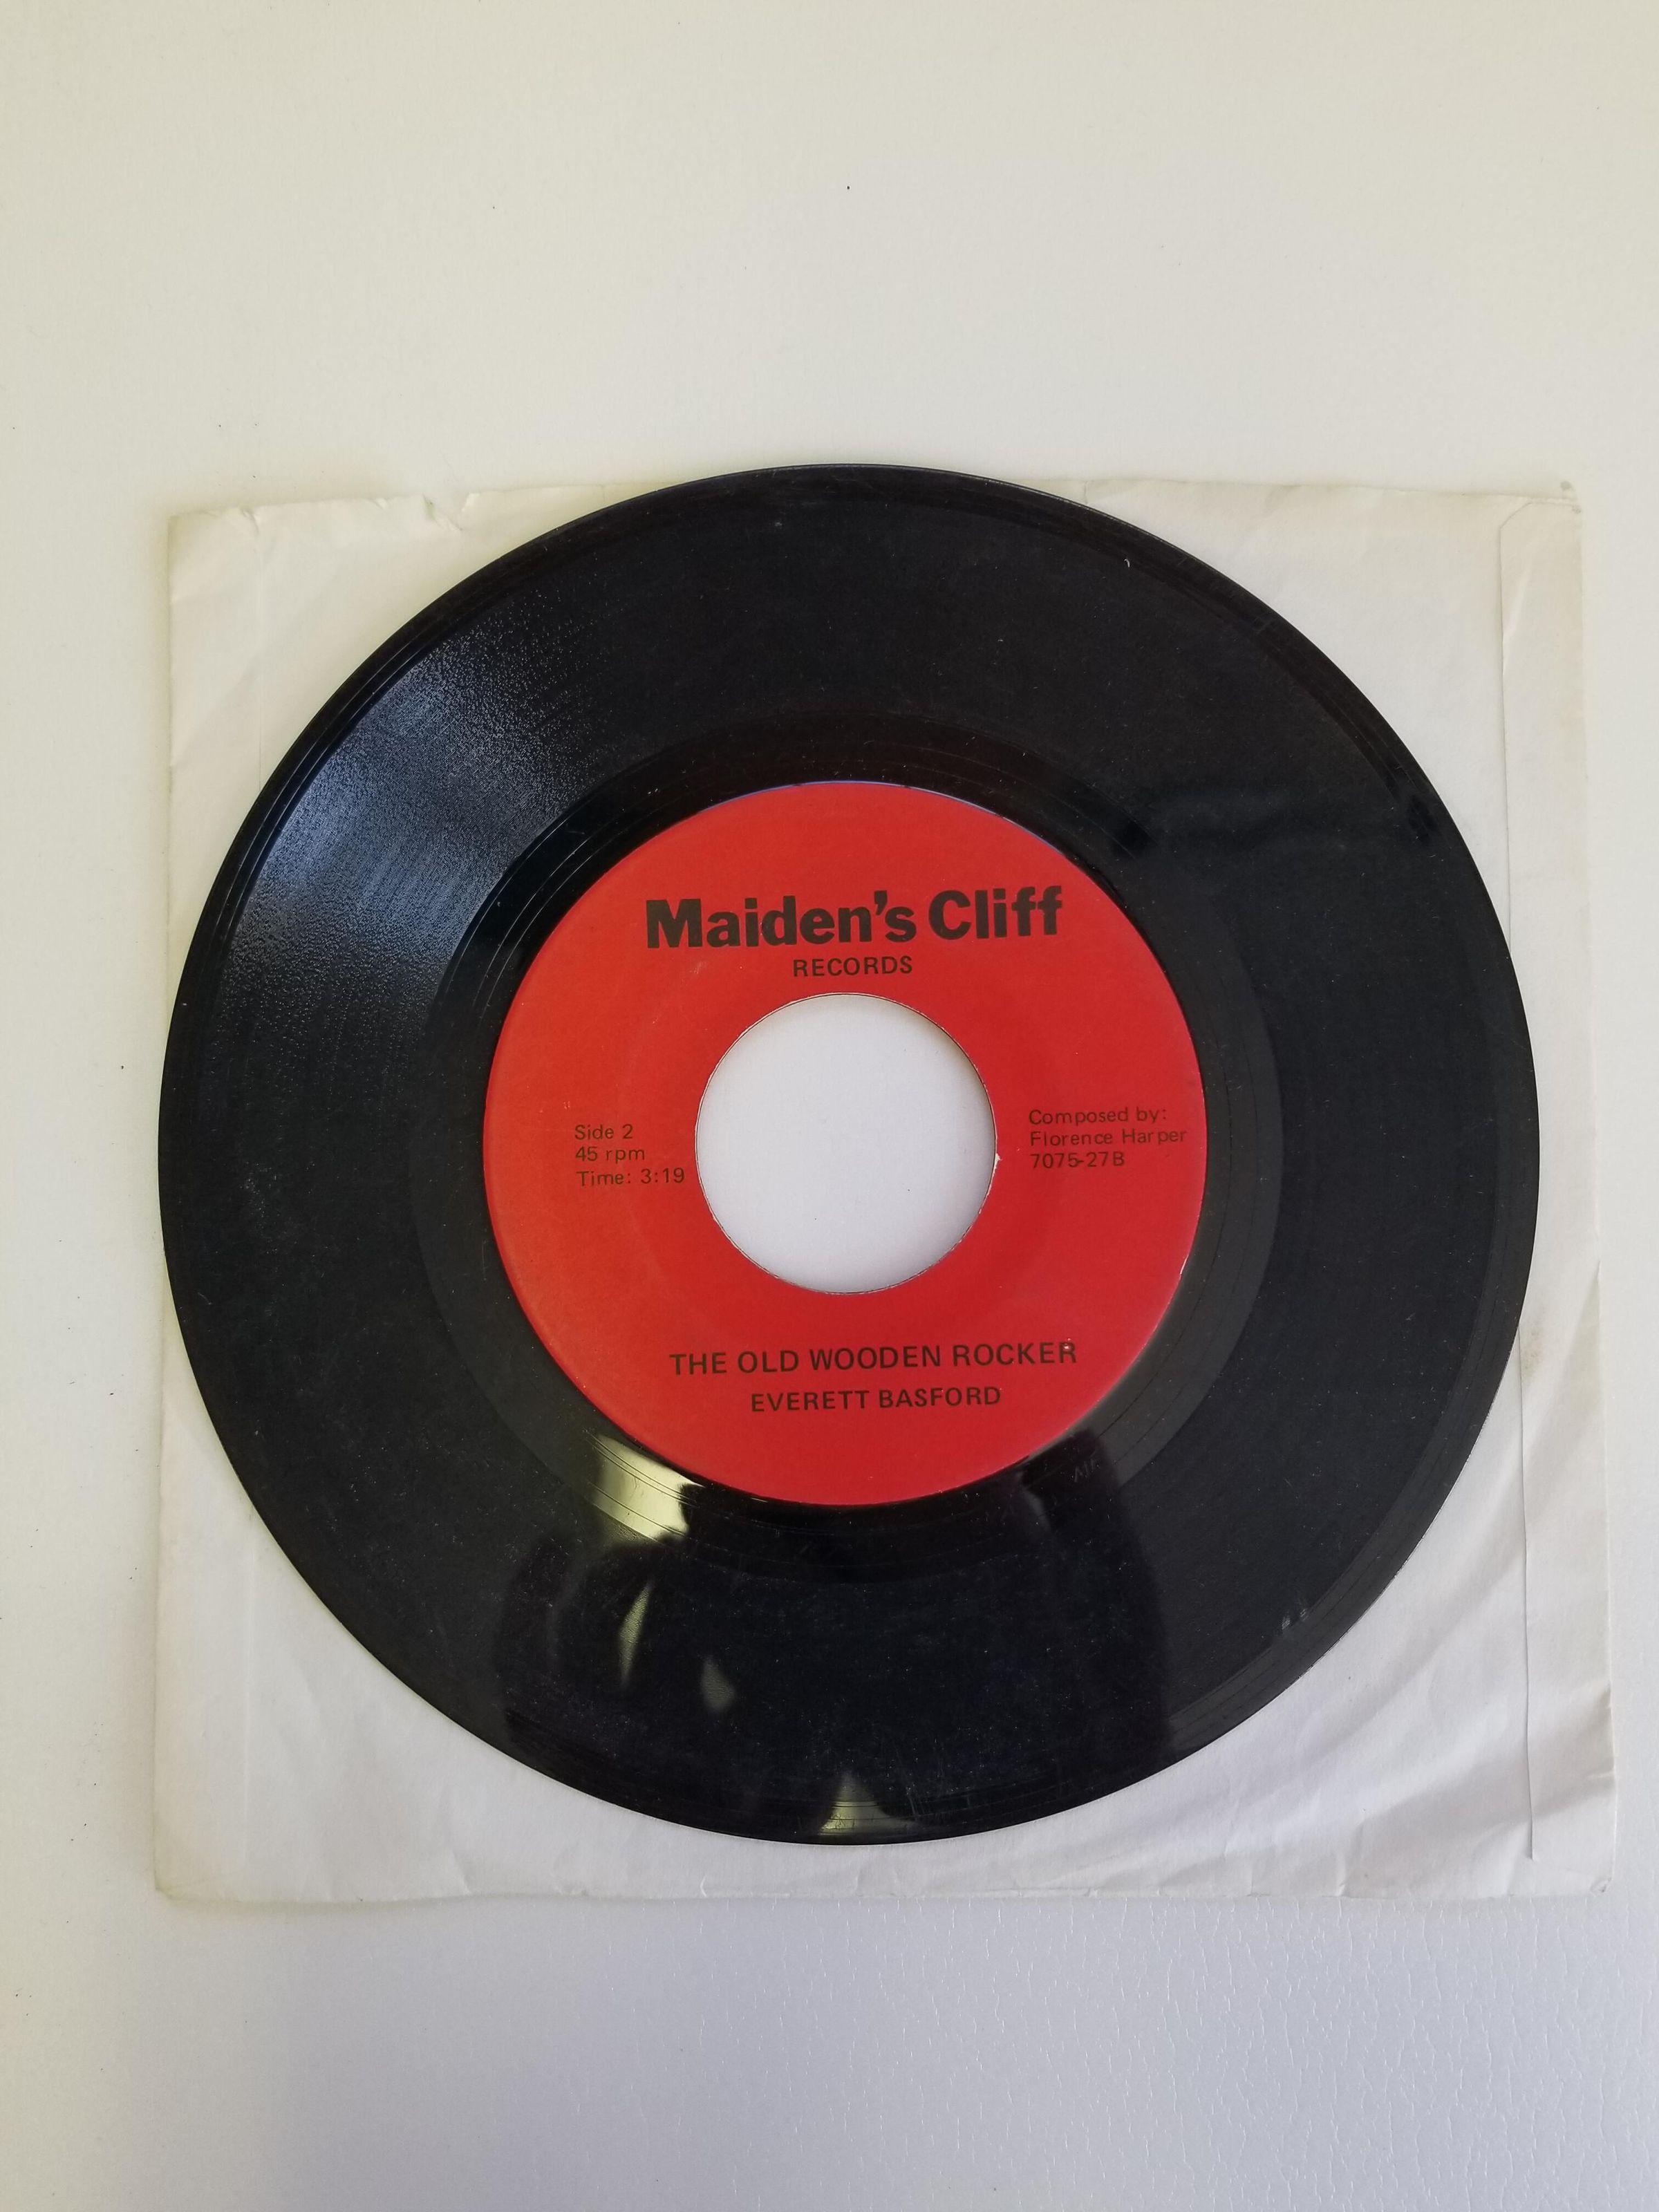 Maiden's Cliff
RECORDS
Side 2
45 rpm
Time: 3:19
Composed by:
Florence Harper
7075-27B
THE OLD WOODEN ROCKER
EVERETT BASFORD